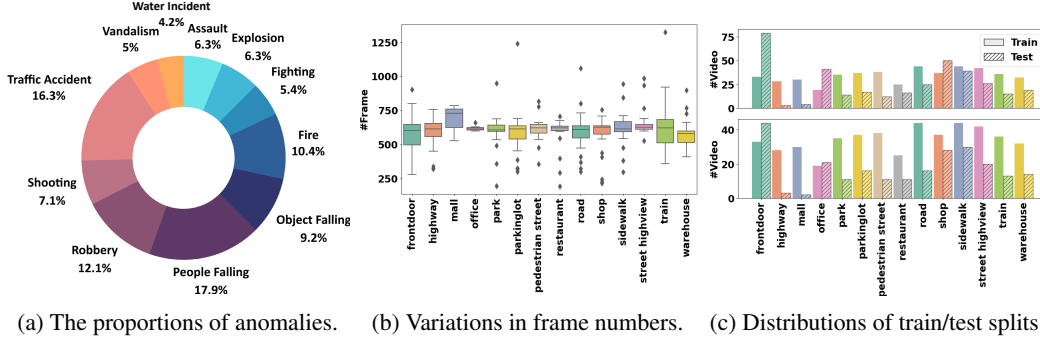 Water Incident
4.2%
Vandalism
5%
Assault
6.3%
Explosion
6.3%
Fighting
5.4%
Traffic Accident
16.3%
Fire
10.4%
Shooting
7.1%
Object Falling
9.2%
Robbery
12.1%
People Falling
17.9%
(a) The proportions of anomalies.
#Frame
1250
1000
750
500
250
frontdoor
highway
mall
office
park
parkinglot
pedestrian street
restaurant
road
shop
sidewalk
street highview
train
warehouse
(b) Variations in frame numbers.
#Video
75
50
25
0
Train
Test
#Video
40
20
0
frontdoor
highway
mall
office
park
parkinglot
pedestrian street
restaurant
road
shop
sidewalk
street highview
train
warehouse
(c) Distributions of train/test splits